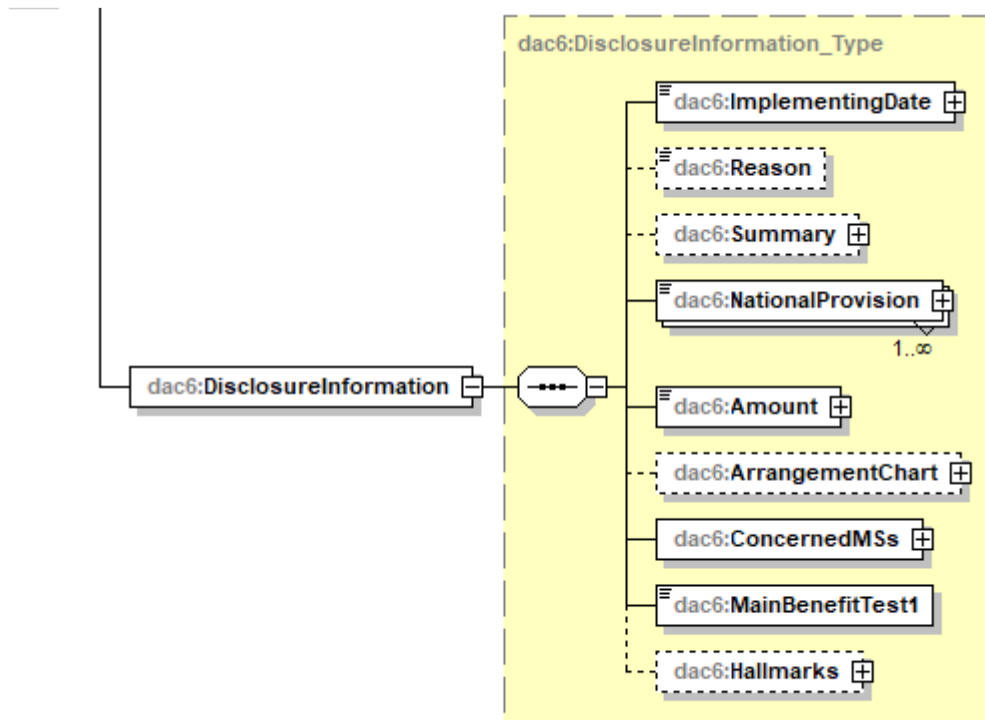 dac6:DisclosureInformation_Type
dac6:ImplementingDate
dac6:Reason
dac6:Summary
dac6:NationalProvision
1..∞
dac6:DisclosureInformation
dac6:Amount
dac6:ArrangementChart
dac6:ConcernedMSs
dac6:MainBenefitTest1
dac6:Hallmarks